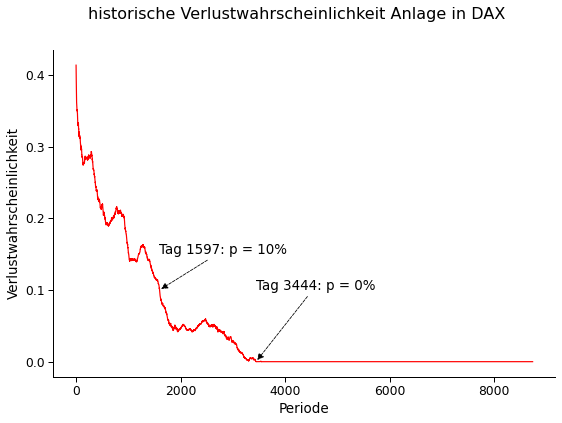 historische Verlustwahrscheinlichkeit Anlage in DAX
0.4
0.3
0.2
0.1
0.0
Verlustwahrscheinlichkeit
Tag 1597: p = 10%
Tag 3444: p = 0%
0 2000 4000 6000 8000
Periode